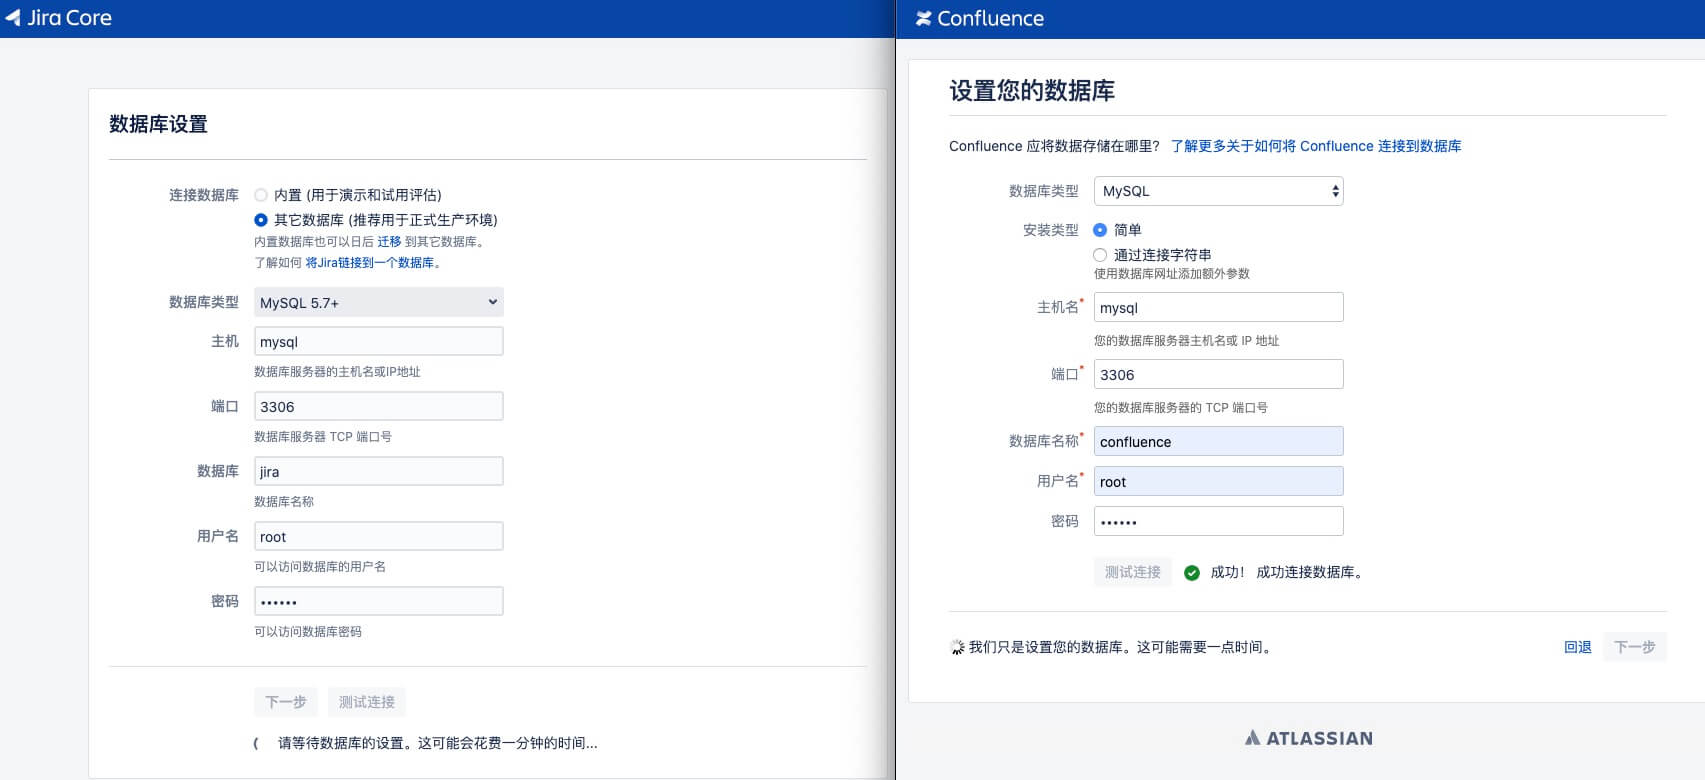 Jira Core
数据库设置
连接数据库
内置 (用于演示和试用评估)
其它数据库 (推荐用于正式生产环境)
内置数据库也可以日后 迁移 到其它数据库。
了解如何 将Jira链接到一个数据库。
数据库类型 MySQL 5.7+
主机 mysql
数据库服务器的主机名或IP地址
端口 3306
数据库服务器 TCP 端口号
数据库 jira
数据库名称
用户名 root
可以访问数据库的用户名
密码 ••••••
可以访问数据库密码
下一步 测试连接
请等待数据库的设置。这可能会花费一分钟的时间...
Confluence
设置您的数据库
Confluence 应将数据存储在哪里? 了解更多关于如何将 Confluence 连接到数据库
数据库类型 MySQL
安装类型 简单
通过连接字符串
使用数据库网址添加额外参数
主机名* mysql
您的数据库服务器主机名或 IP 地址
端口* 3306
您的数据库服务器的 TCP 端口号
数据库名称* confluence
用户名* root
密码 ••••••
测试连接 成功! 成功连接数据库。
我们只是设置您的数据库。这可能需要一点时间。 回退 下一步
ATLASSIAN